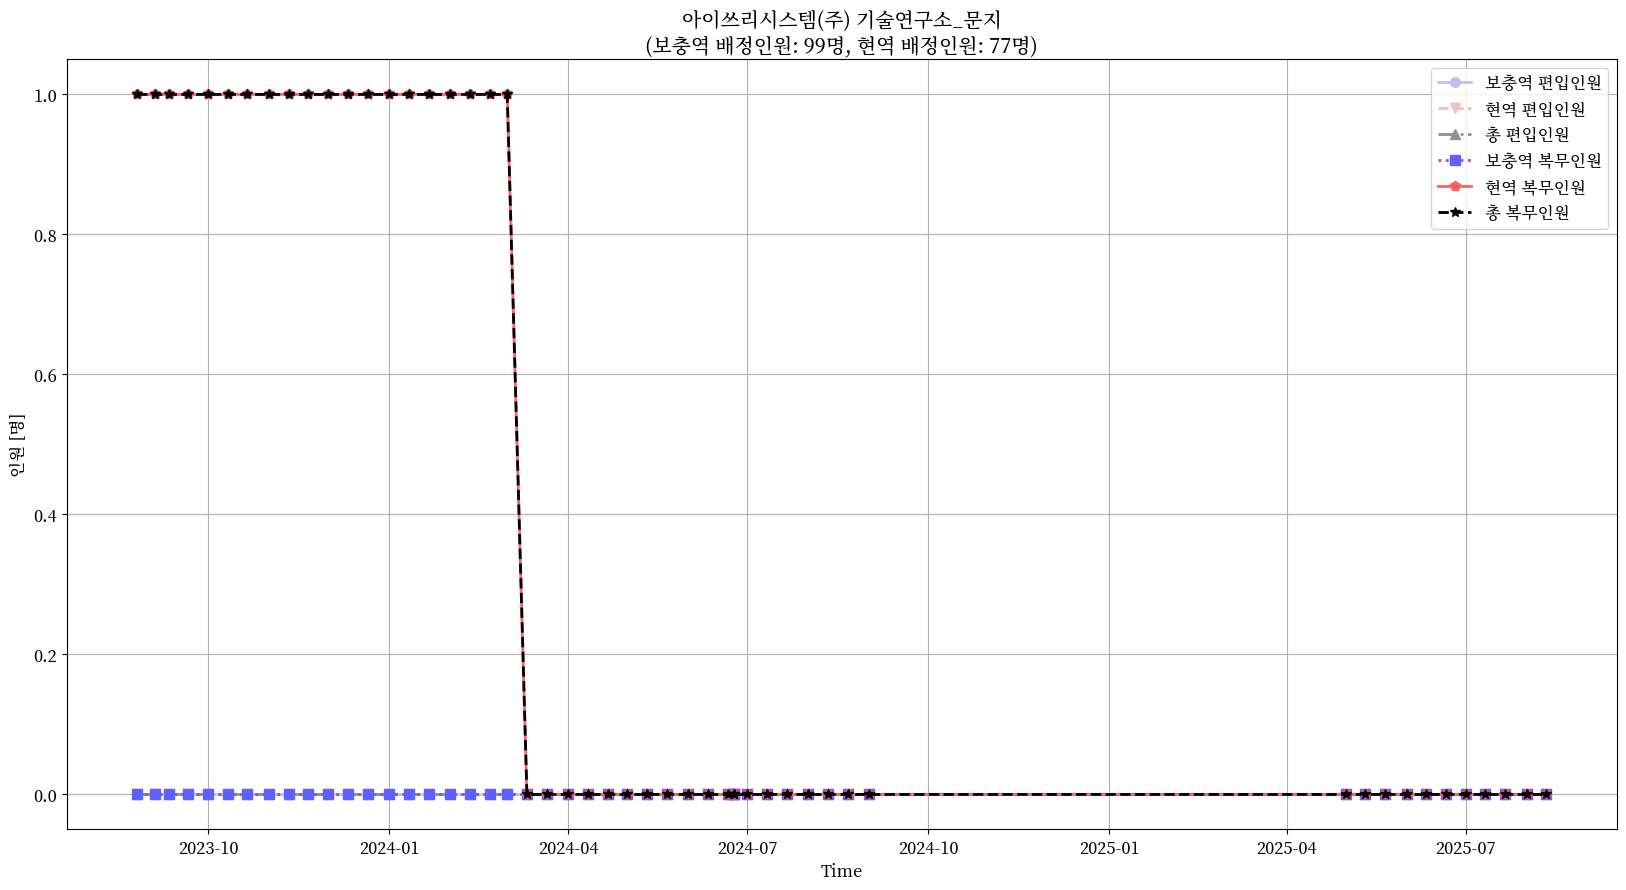 아이쓰리시스템(주) 기술연구소_문지
(보충역 배정인원: 99명, 현역 배정인원: 77명)
보충역 편입인원
현역 편입인원
총 편입인원
보충역 복무인원
현역 복무인원
총 복무인원
인원 [명]
1.0
0.8
0.6
0.4
0.2
0.0
2023-10
2024-01
2024-04
2024-07
2024-10
2025-01
2025-04
2025-07
Time